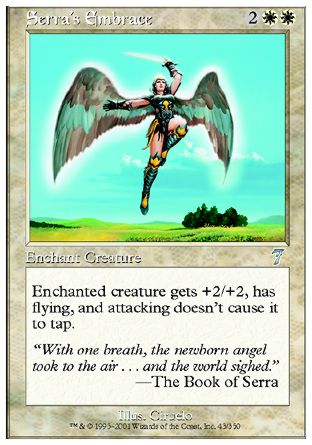 Serra's Embrace 2
Enchant Creature 7
Enchanted creature gets +2/+2, has
flying, and attacking doesn't cause it
to tap.
“With one breath, the newborn angel
took to the air . . . and the world sighed.”
—The Book of Serra
Illus. Ciruelo
™ & © 1993–2001 Wizards of the Coast, Inc. 43/350